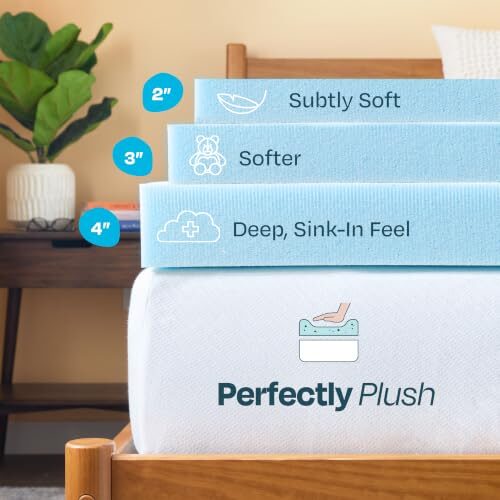 2"
Subtly Soft
3"
Softer
4"
Deep, Sink-In Feel
Perfectly Plush